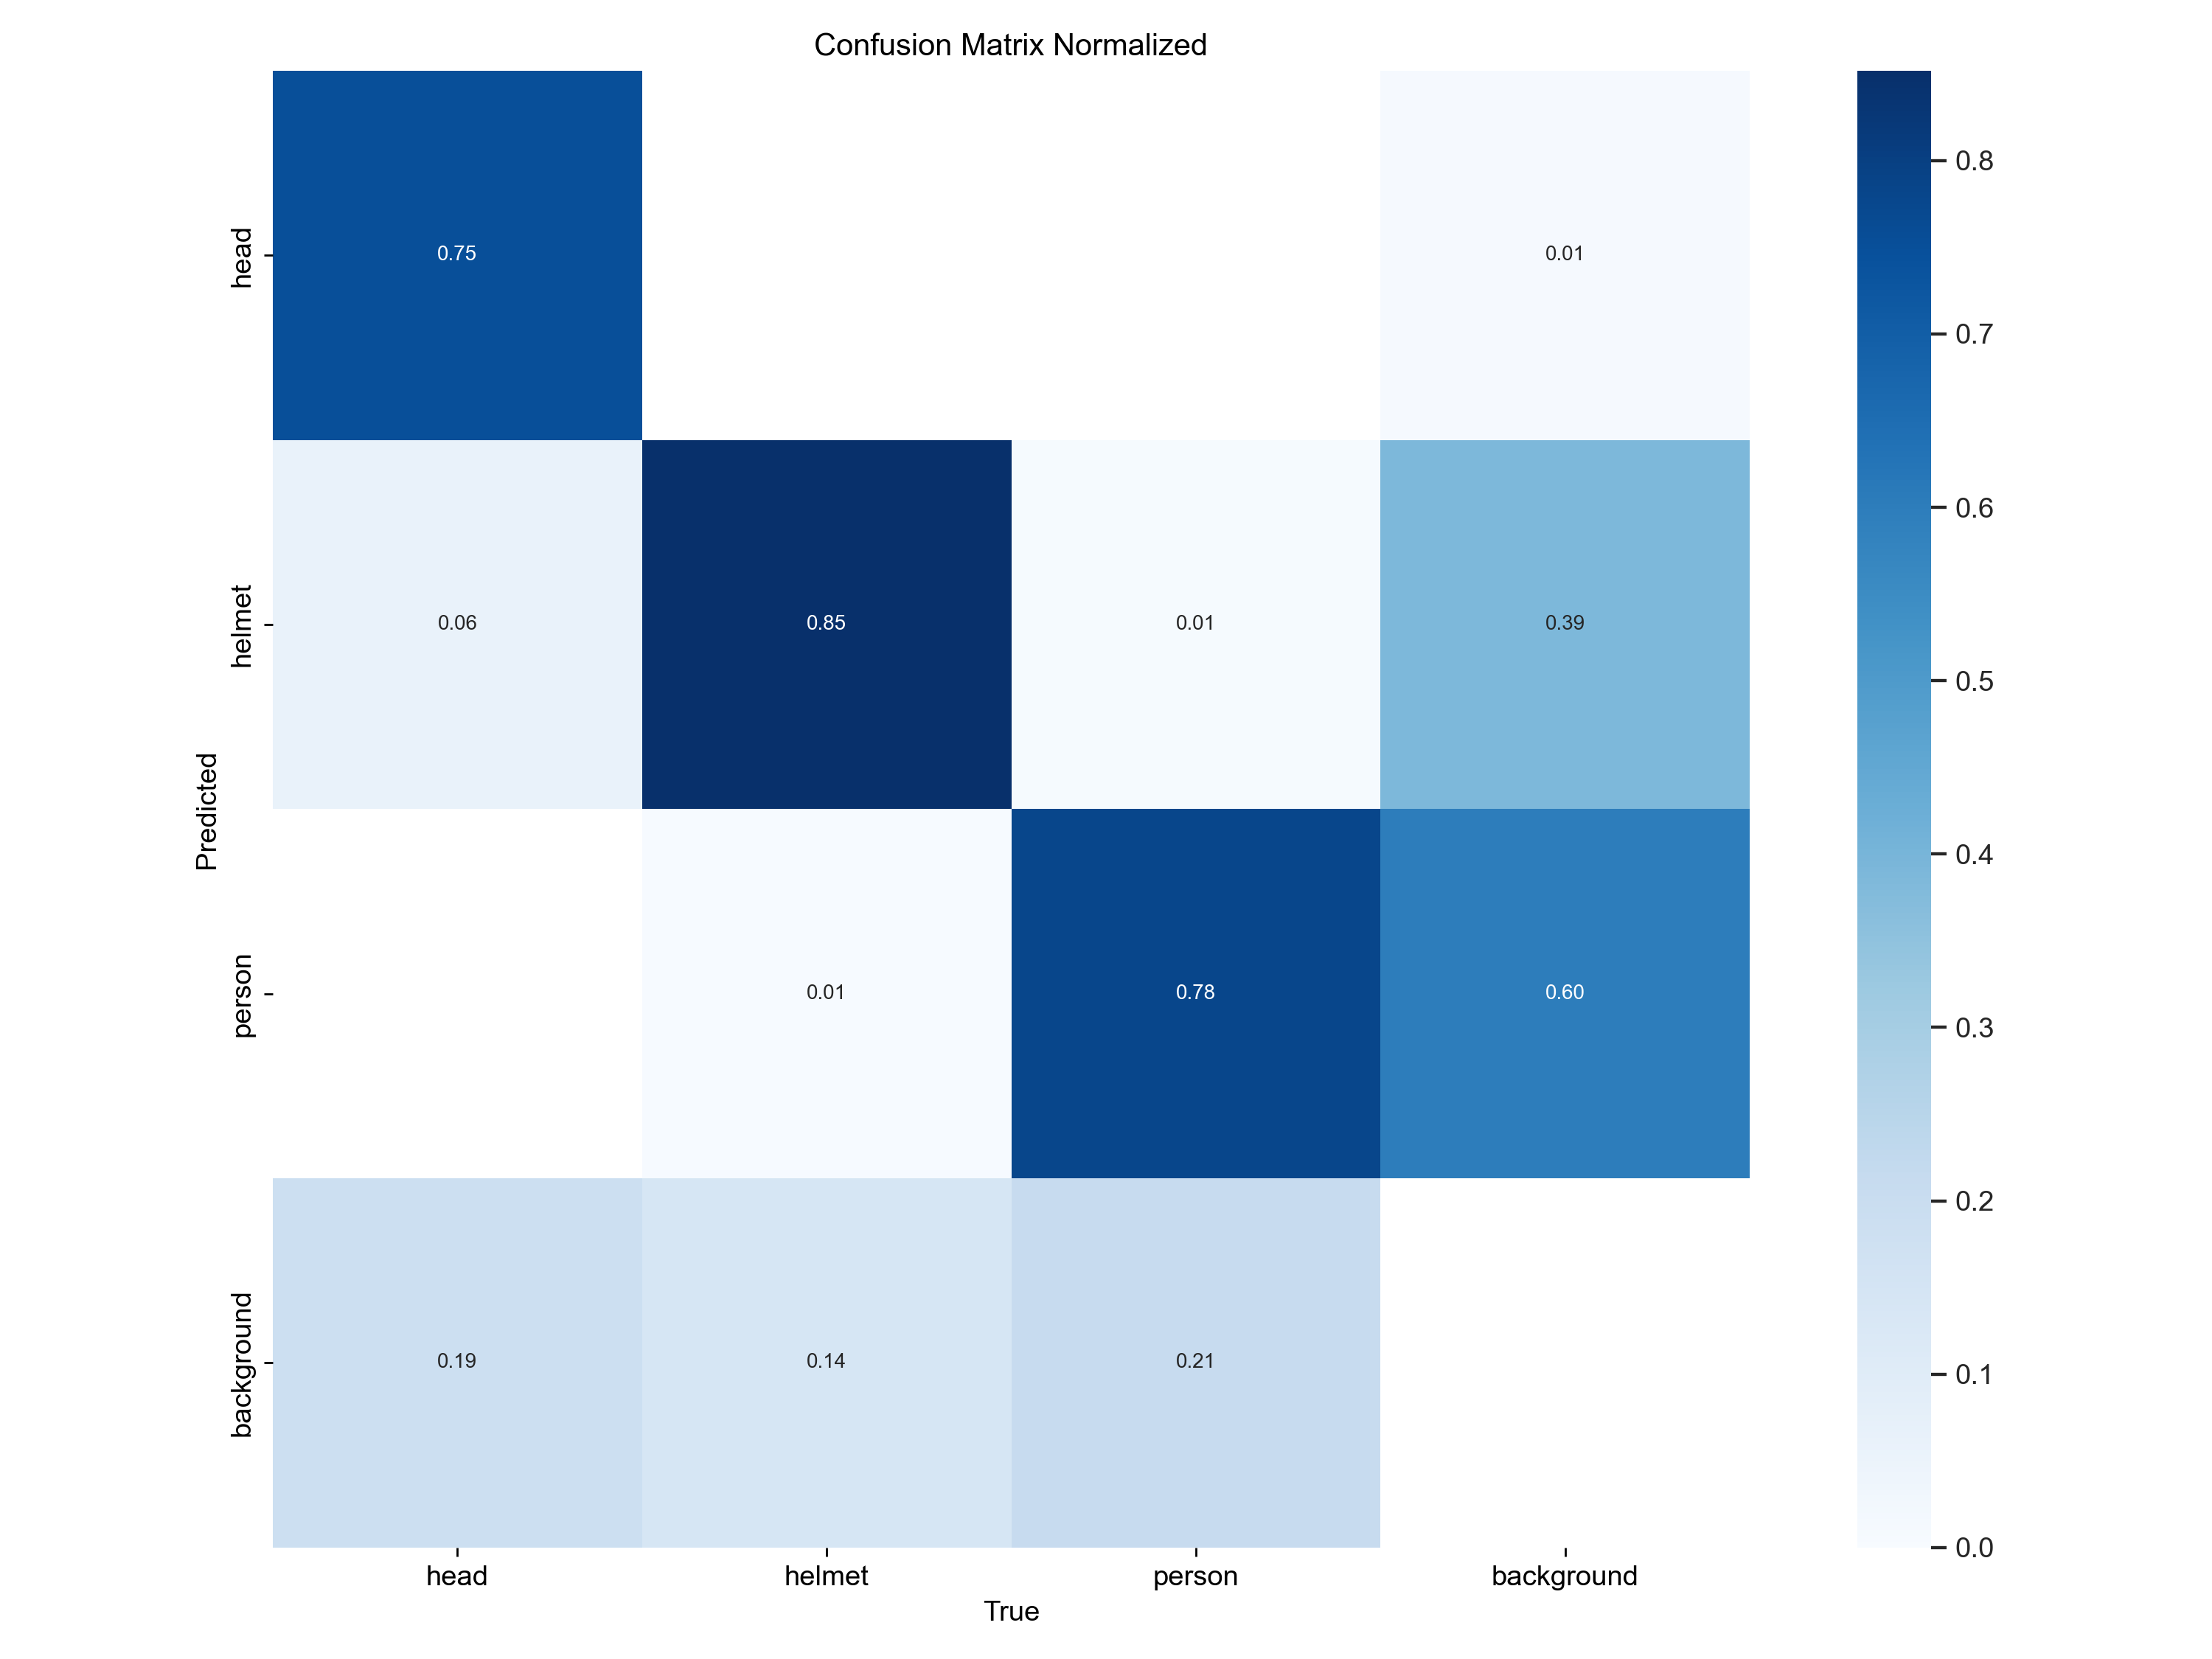 Confusion Matrix Normalized
head
0.75
0.01
0.8
0.7
helmet
0.06
0.85
0.01
0.39
0.6
0.5
Predicted
person
0.01
0.78
0.60
0.4
0.3
background
0.19
0.14
0.21
0.2
0.1
0.0
head
helmet
person
background
True